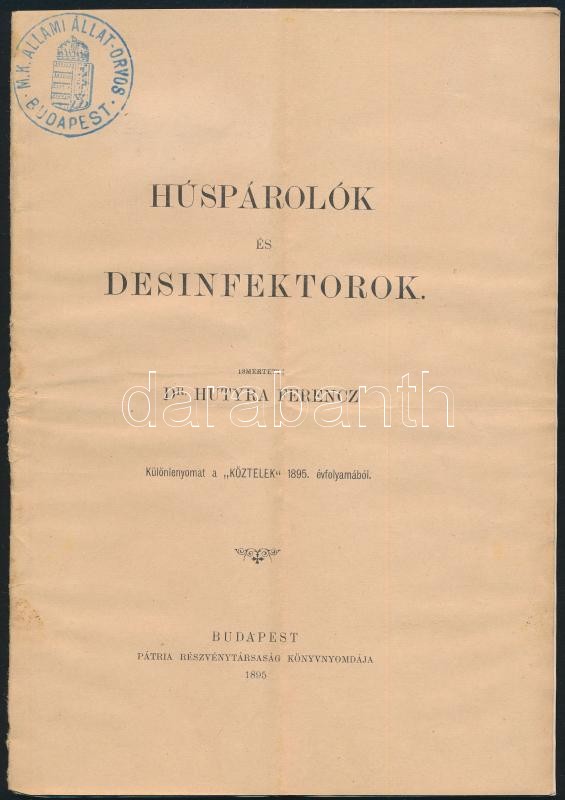 M. K. ÁLLAMI ÁLLAT-ORVOS
· BUDAPEST ·
HÚSPÁROLÓK
ÉS
DESINFEKTOROK.
ISMERTETI
DR. HUTYRA FERENCZ
darabanth
Különlenyomat a „KÖZTELEK“ 1895. évfolyamából.
BUDAPEST
PÁTRIA RÉSZVÉNYTÁRSASÁG KÖNYVNYOMDÁJA
1895